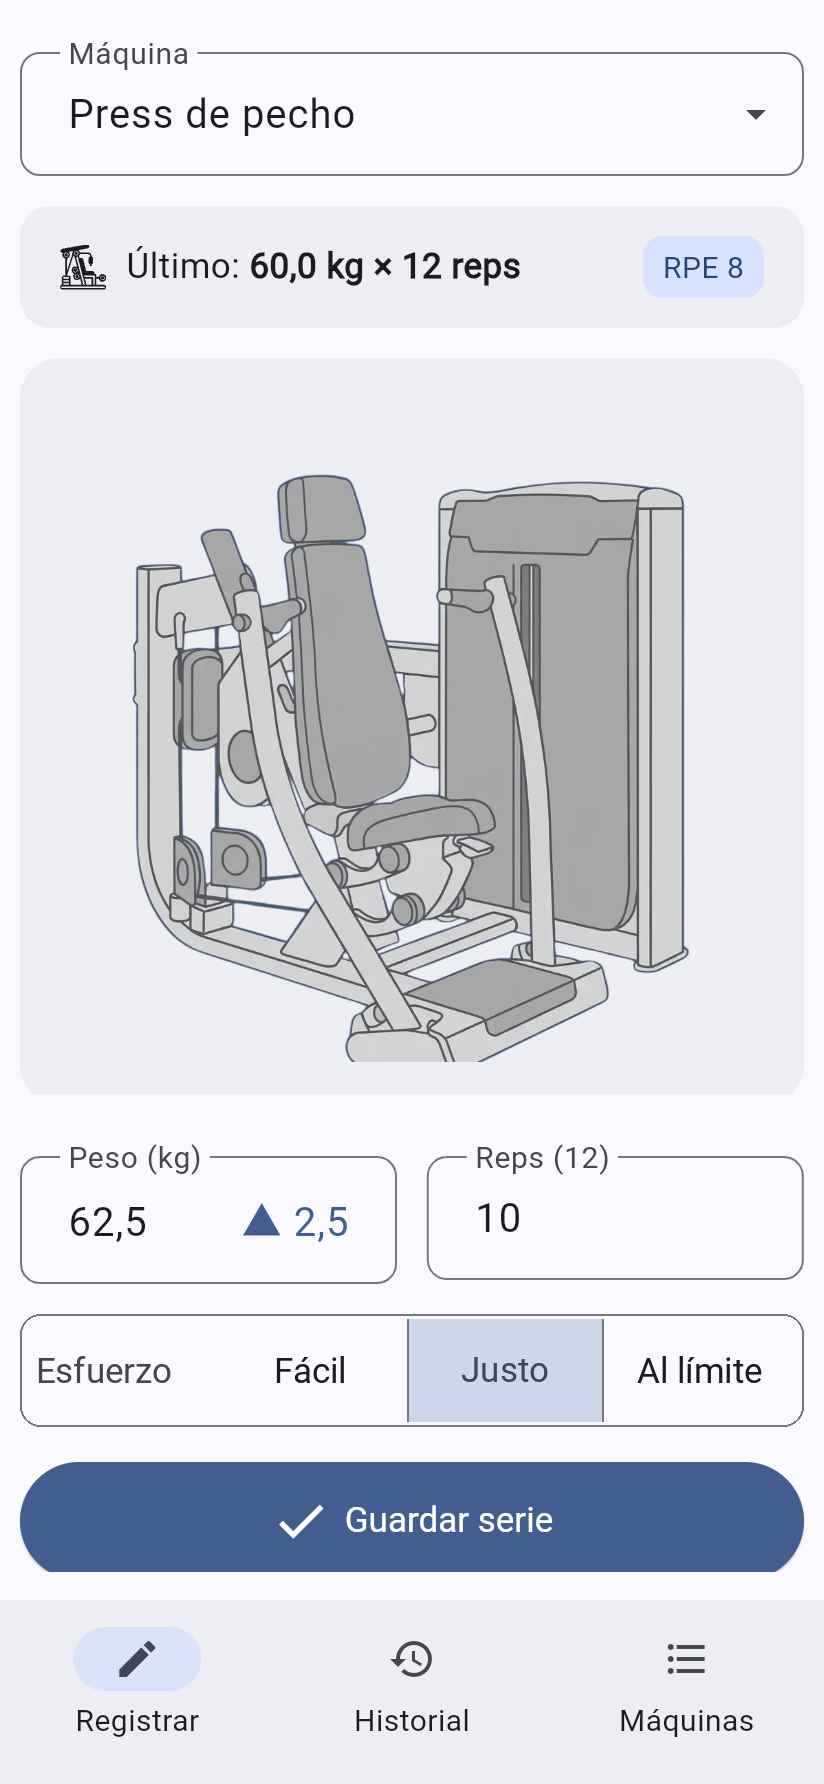 Máquina
Press de pecho
Último: 60,0 kg × 12 reps
RPE 8
Peso (kg)
62,5 ▲ 2,5
Reps (12)
10
Esfuerzo Fácil Justo Al límite
Guardar serie
Registrar Historial Máquinas